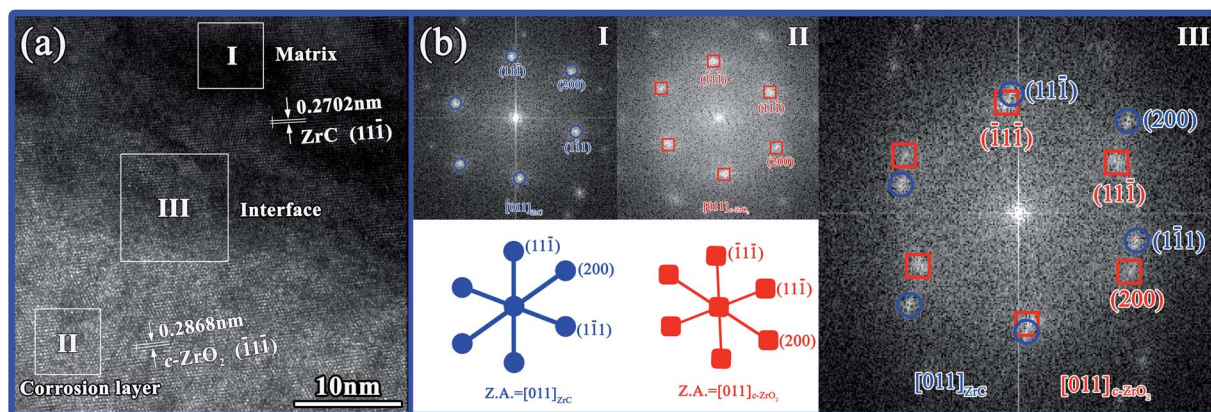 (a)
I
Matrix
0.2702nm
ZrC (11̄1̄)
III
Interface
0.2868nm
II
c-ZrO₂ (1̄11̄)
Corrosion layer
10nm
(b)
I
(111̄)
(200)
(11̄1)
[011]ZrC
II
(1̄11̄)
(111̄)
(200)
[011]c-ZrO₂
(111̄)
(200)
(11̄1)
Z.A.=[011]ZrC
(1̄11̄)
(111̄)
(200)
Z.A.=[011]c-ZrO₂
III
(111̄)
(200)
(1̄11̄)
(111̄)
(11̄1)
(200)
[011]ZrC
[011]c-ZrO₂